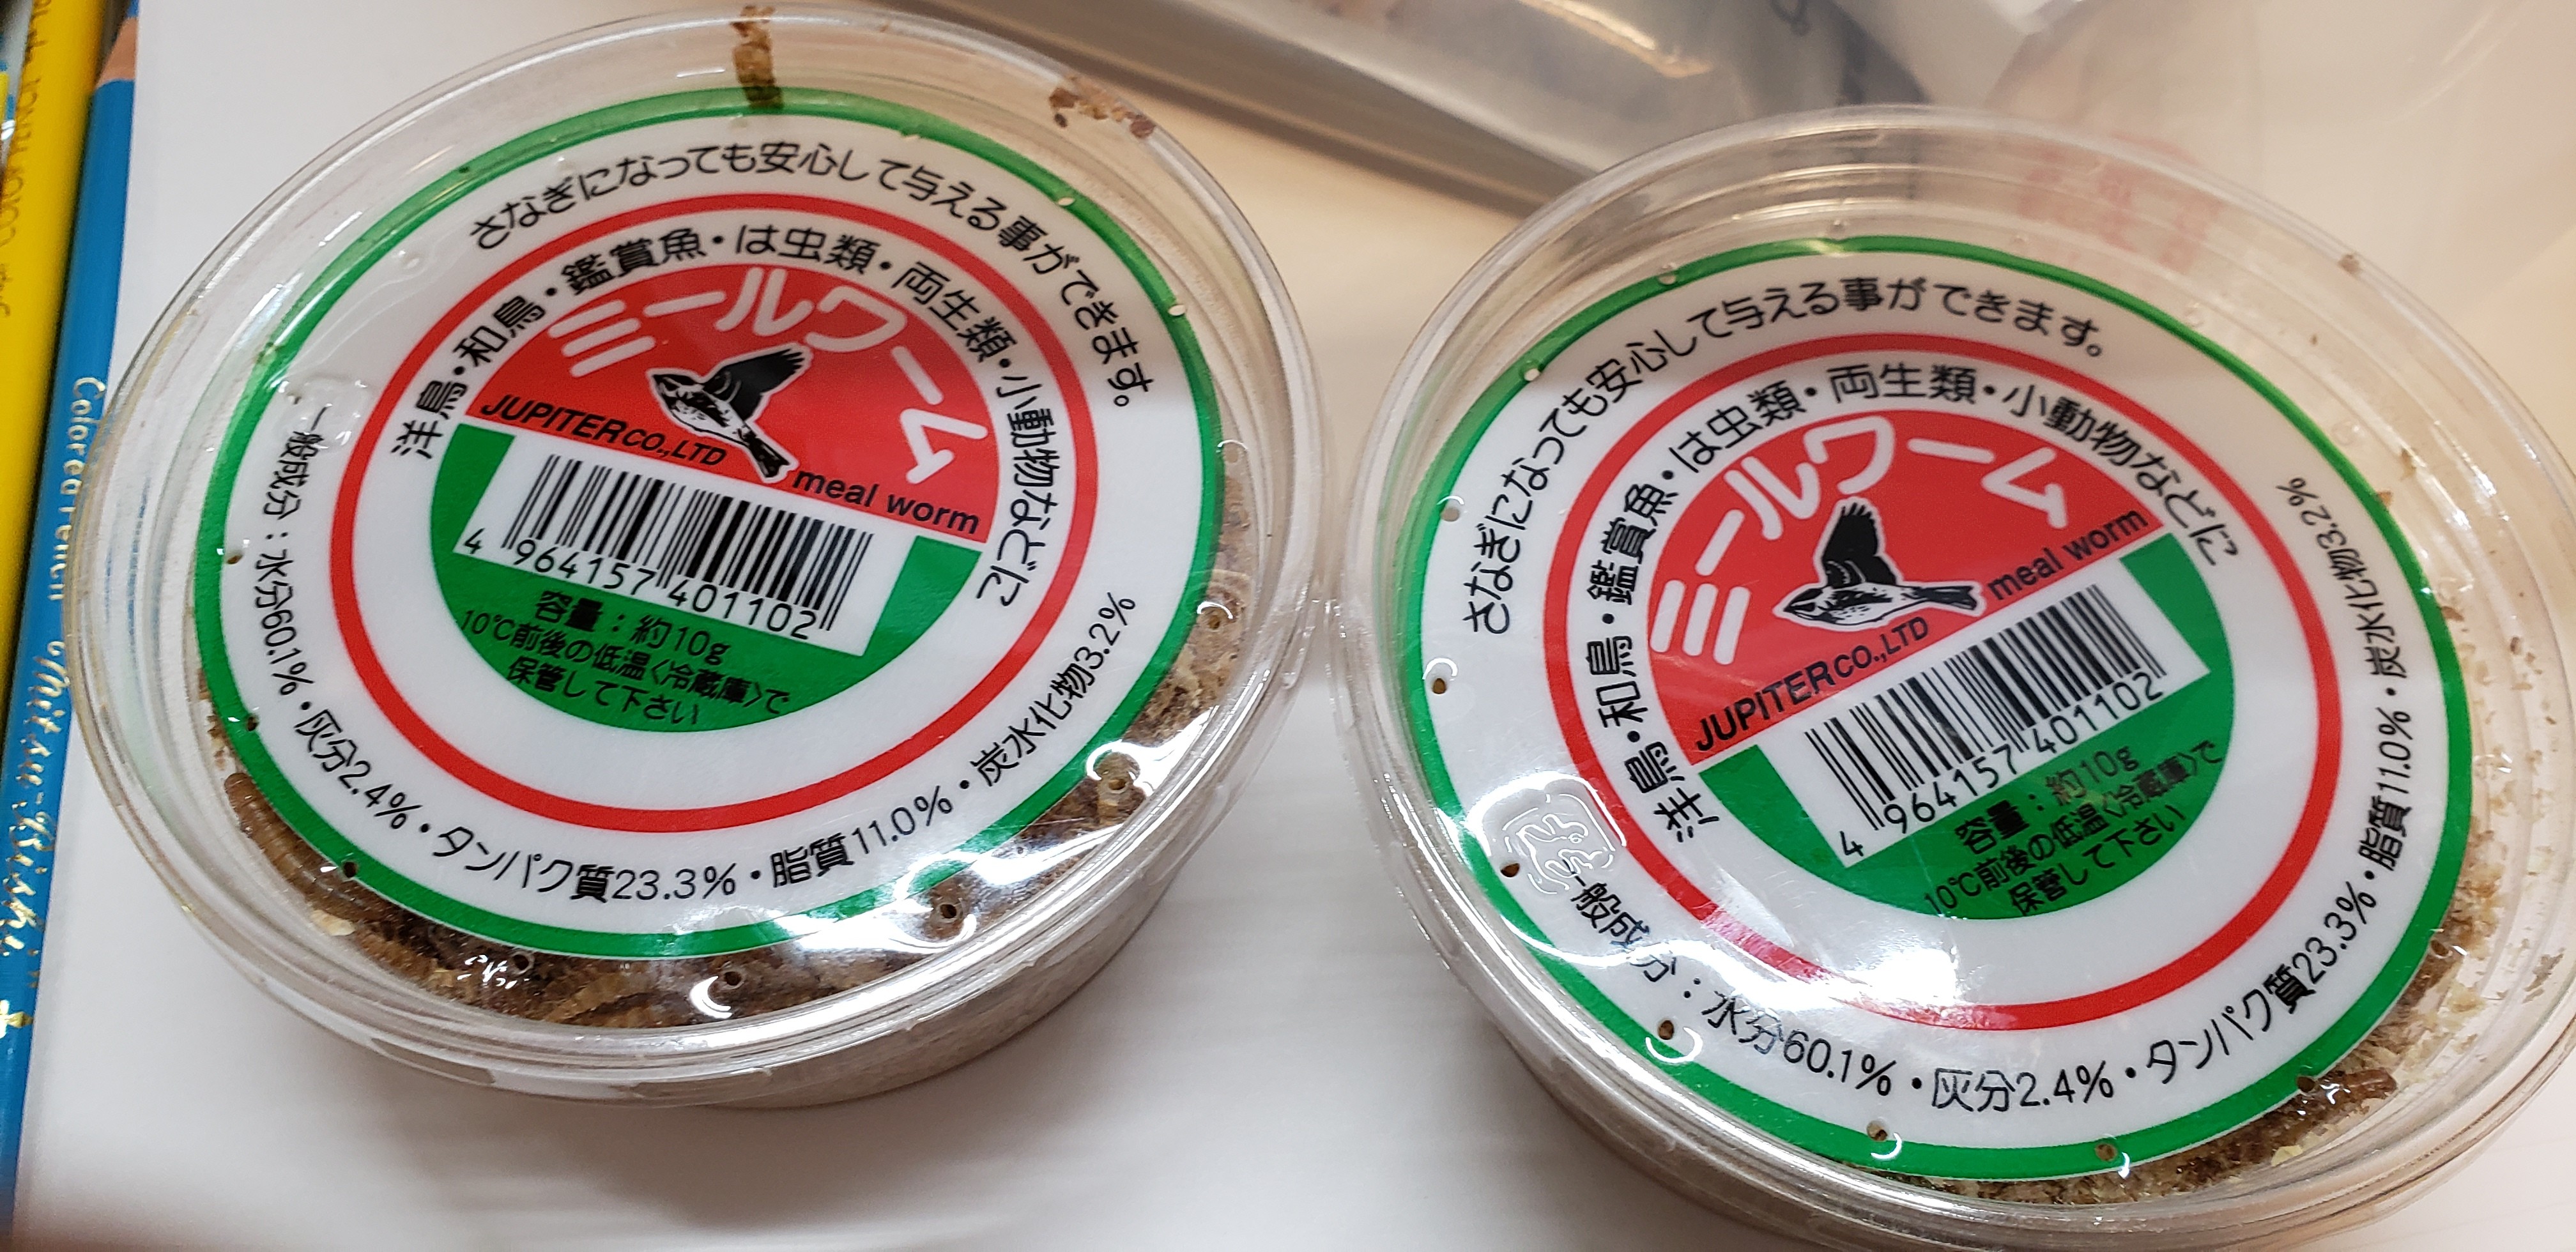 Colored Pencil Mitsu-Bishi
さなぎになっても安心して与える事ができます。
洋鳥・和鳥・鑑賞魚・は虫類・両生類・小動物などに
ミールワーム
JUPITER CO.,LTD
meal worm
4 964157 401102
容量：約10g
10℃前後の低温〈冷蔵庫〉で
保管して下さい
一般成分：水分60.1%・灰分2.4%・タンパク質23.3%・脂質11.0%・炭水化物3.2%
さなぎになっても安心して与える事ができます。
洋鳥・和鳥・鑑賞魚・は虫類・両生類・小動物などに
ミールワーム
JUPITER CO.,LTD
meal worm
4 964157 401102
容量：約10g
10℃前後の低温〈冷蔵庫〉で
保管して下さい
一般成分：水分60.1%・灰分2.4%・タンパク質23.3%・脂質11.0%・炭水化物3.2%